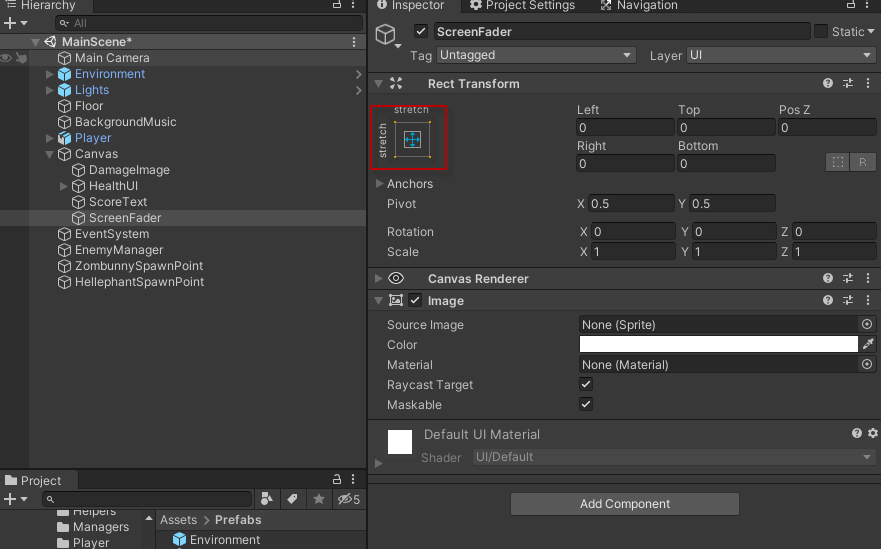 Hierarchy
All
MainScene*
Main Camera
Environment
Lights
Floor
BackgroundMusic
Player
Canvas
DamageImage
HealthUI
ScoreText
ScreenFader
EventSystem
EnemyManager
ZombunnySpawnPoint
HellephantSpawnPoint
Project
5
Helpers
Managers
Player
Assets > Prefabs
Environment
Inspector Project Settings Navigation
ScreenFader Static
Tag Untagged Layer UI
Rect Transform
stretch
stretch
Left Top Pos Z
0 0 0
Right Bottom
0 0 R
Anchors
Pivot X 0.5 Y 0.5
Rotation X 0 Y 0 Z 0
Scale X 1 Y 1 Z 1
Canvas Renderer
Image
Source Image None (Sprite)
Color
Material None (Material)
Raycast Target
Maskable
Default UI Material
Shader UI/Default
Add Component